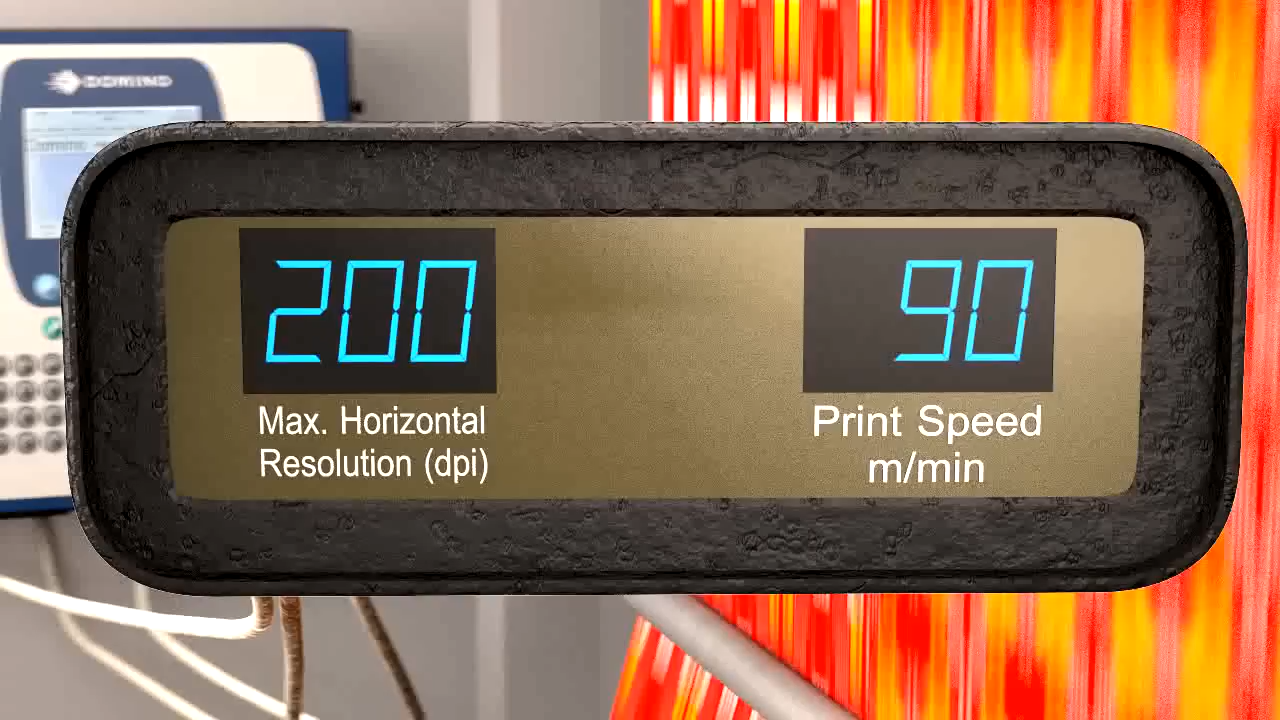 DOMINO
200
90
Max. Horizontal
Resolution (dpi)
Print Speed
m/min